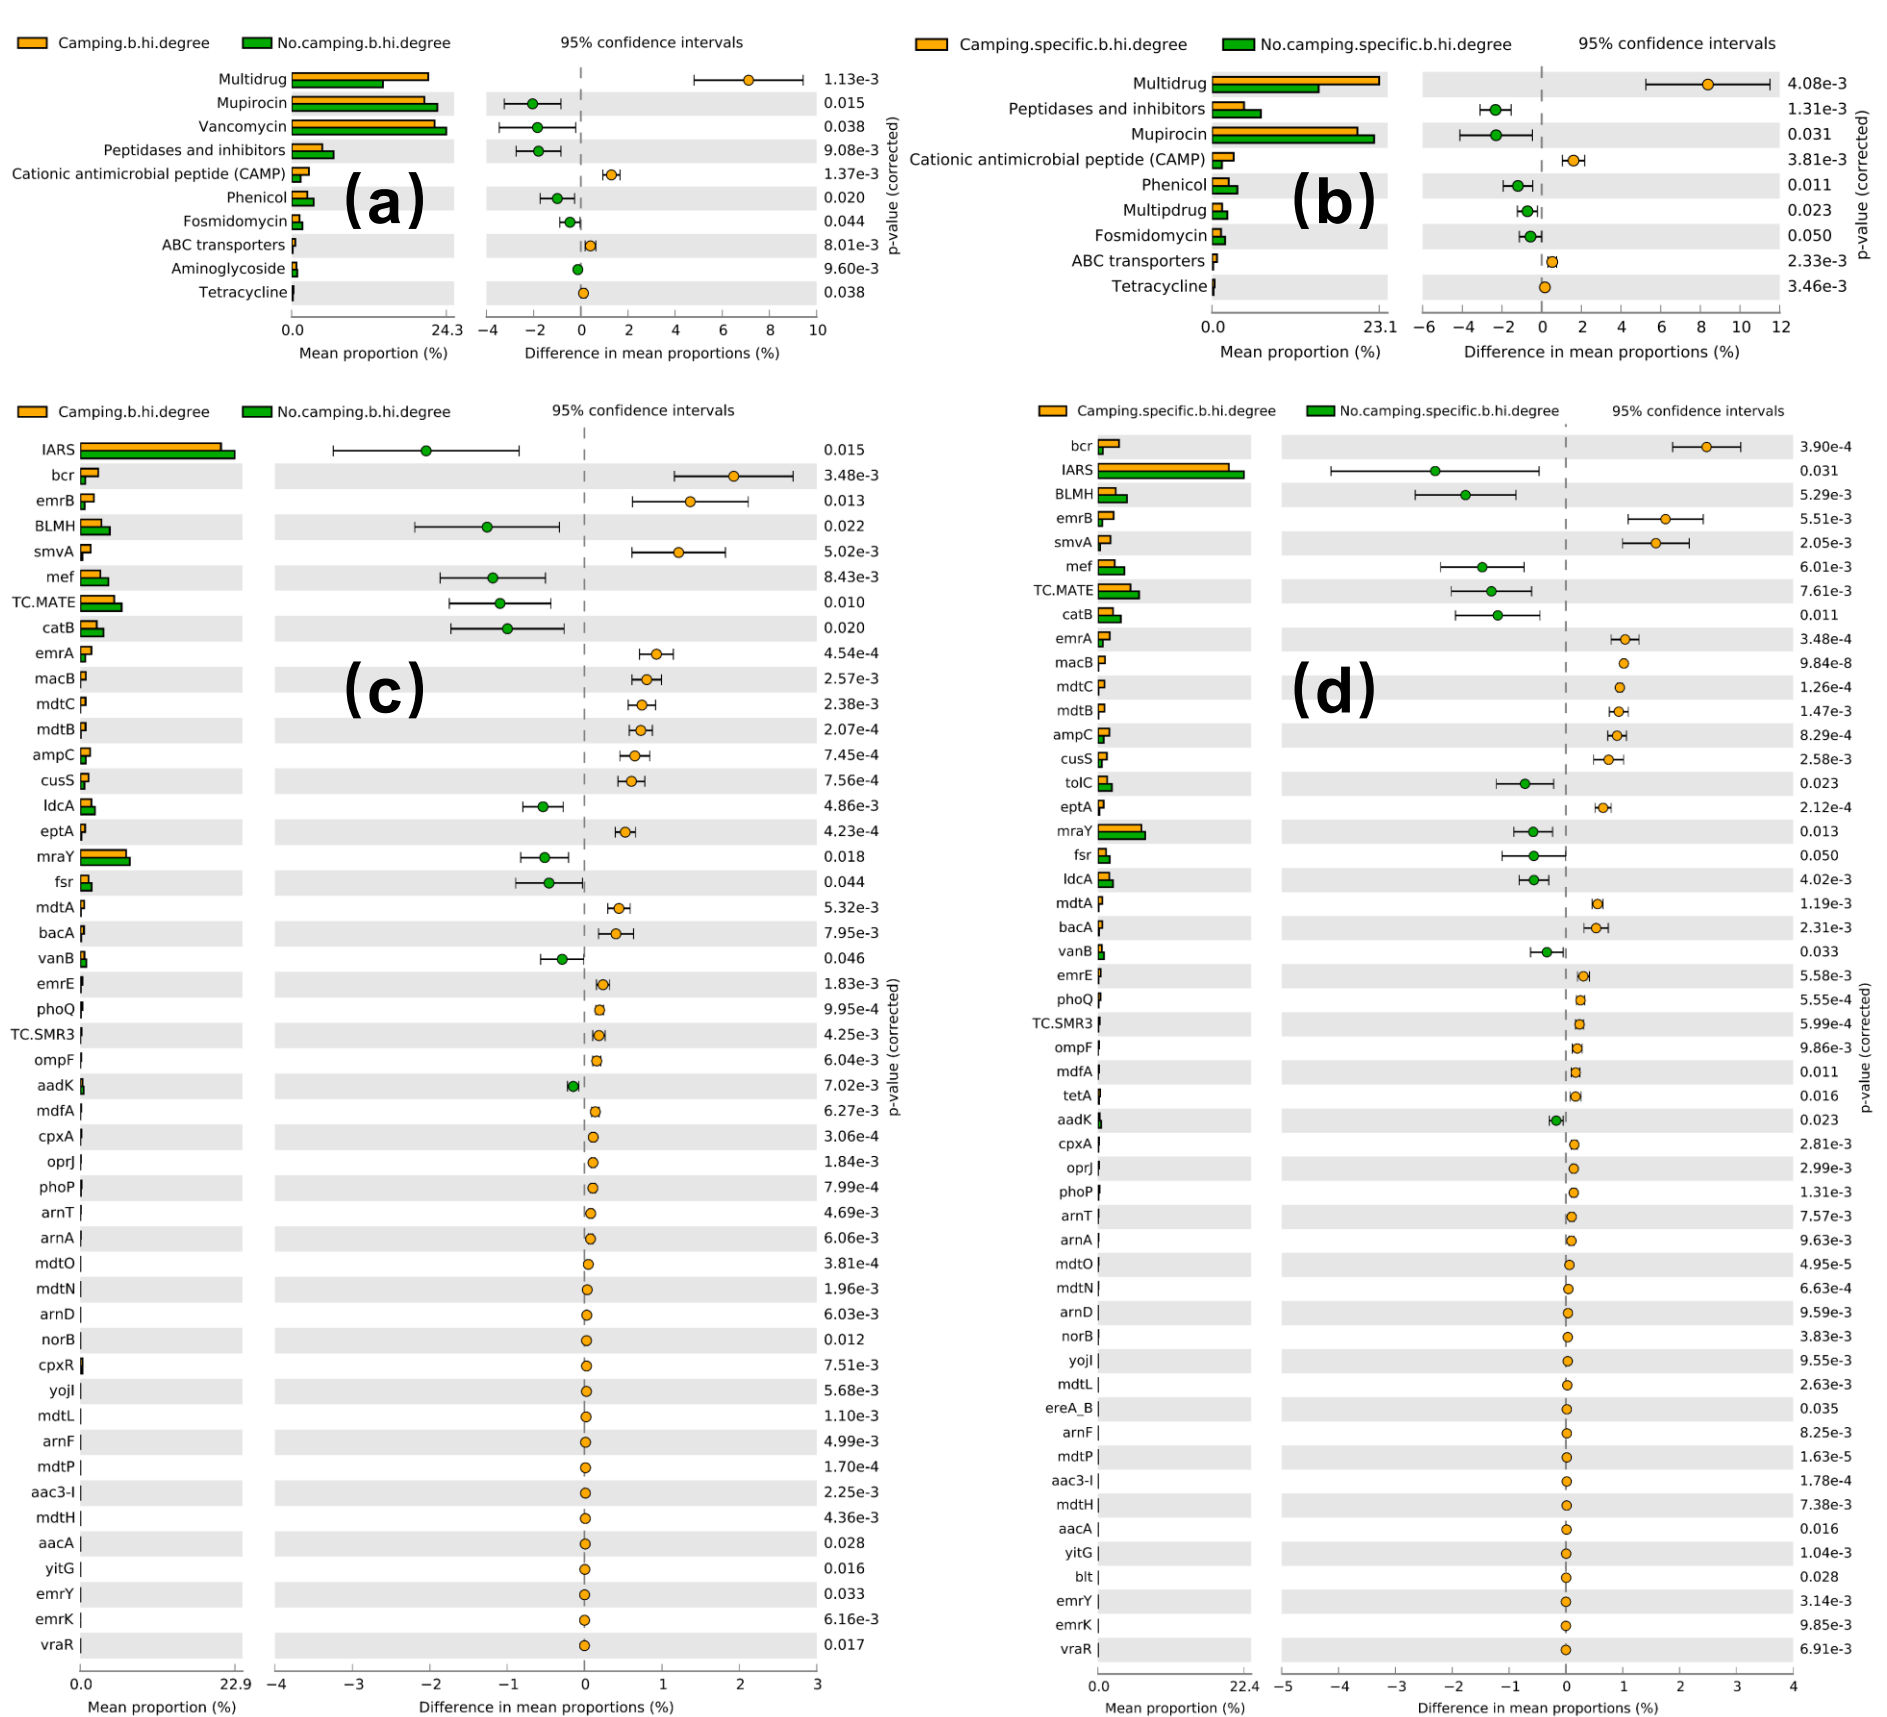 Camping.b.hi.degree No.camping.b.hi.degree 95% confidence intervals
Multidrug 1.13e-3
Mupirocin 0.015
Vancomycin 0.038
Peptidases and inhibitors 9.08e-3
Cationic antimicrobial peptide (CAMP) 1.37e-3
Phenicol 0.020
Fosmidomycin 0.044
ABC transporters 8.01e-3
Aminoglycoside 9.60e-3
Tetracycline 0.038
(a)
p-value (corrected)
0.0 24.3 −4 −2 0 2 4 6 8 10
Mean proportion (%) Difference in mean proportions (%)
Camping.specific.b.hi.degree No.camping.specific.b.hi.degree 95% confidence intervals
Multidrug 4.08e-3
Peptidases and inhibitors 1.31e-3
Mupirocin 0.031
Cationic antimicrobial peptide (CAMP) 3.81e-3
Phenicol 0.011
Multipdrug 0.023
Fosmidomycin 0.050
ABC transporters 2.33e-3
Tetracycline 3.46e-3
(b)
p-value (corrected)
0.0 23.1 −6 −4 −2 0 2 4 6 8 10 12
Mean proportion (%) Difference in mean proportions (%)
Camping.b.hi.degree No.camping.b.hi.degree 95% confidence intervals
IARS 0.015
bcr 3.48e-3
emrB 0.013
BLMH 0.022
smvA 5.02e-3
mef 8.43e-3
TC.MATE 0.010
catB 0.020
emrA 4.54e-4
macB 2.57e-3
mdtC 2.38e-3
mdtB 2.07e-4
ampC 7.45e-4
cusS 7.56e-4
ldcA 4.86e-3
eptA 4.23e-4
mraY 0.018
fsr 0.044
mdtA 5.32e-3
bacA 7.95e-3
vanB 0.046
emrE 1.83e-3
phoQ 9.95e-4
TC.SMR3 4.25e-3
ompF 6.04e-3
aadK 7.02e-3
mdfA 6.27e-3
cpxA 3.06e-4
oprJ 1.84e-3
phoP 7.99e-4
arnT 4.69e-3
arnA 6.06e-3
mdtO 3.81e-4
mdtN 1.96e-3
arnD 6.03e-3
norB 0.012
cpxR 7.51e-3
yojI 5.68e-3
mdtL 1.10e-3
arnF 4.99e-3
mdtP 1.70e-4
aac3-I 2.25e-3
mdtH 4.36e-3
aacA 0.028
yitG 0.016
emrY 0.033
emrK 6.16e-3
vraR 0.017
(c)
p-value (corrected)
0.0 22.9 −4 −3 −2 −1 0 1 2 3
Mean proportion (%) Difference in mean proportions (%)
Camping.specific.b.hi.degree No.camping.specific.b.hi.degree 95% confidence intervals
bcr 3.90e-4
IARS 0.031
BLMH 5.29e-3
emrB 5.51e-3
smvA 2.05e-3
mef 6.01e-3
TC.MATE 7.61e-3
catB 0.011
emrA 3.48e-4
macB 9.84e-8
mdtC 1.26e-4
mdtB 1.47e-3
ampC 8.29e-4
cusS 2.58e-3
tolC 0.023
eptA 2.12e-4
mraY 0.013
fsr 0.050
ldcA 4.02e-3
mdtA 1.19e-3
bacA 2.31e-3
vanB 0.033
emrE 5.58e-3
phoQ 5.55e-4
TC.SMR3 5.99e-4
ompF 9.86e-3
mdfA 0.011
tetA 0.016
aadK 0.023
cpxA 2.81e-3
oprJ 2.99e-3
phoP 1.31e-3
arnT 7.57e-3
arnA 9.63e-3
mdtO 4.95e-5
mdtN 6.63e-4
arnD 9.59e-3
norB 3.83e-3
yojI 9.55e-3
mdtL 2.63e-3
ereA_B 0.035
arnF 8.25e-3
mdtP 1.63e-5
aac3-I 1.78e-4
mdtH 7.38e-3
aacA 0.016
yitG 1.04e-3
blt 0.028
emrY 3.14e-3
emrK 9.85e-3
vraR 6.91e-3
(d)
p-value (corrected)
0.0 22.4 −5 −4 −3 −2 −1 0 1 2 3 4
Mean proportion (%) Difference in mean proportions (%)